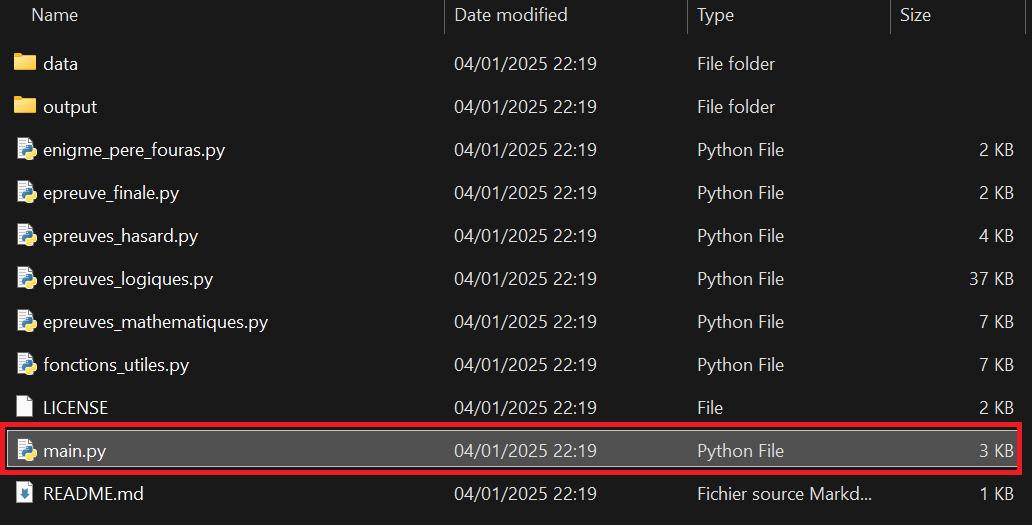 Name Date modified Type Size
data 04/01/2025 22:19 File folder
output 04/01/2025 22:19 File folder
enigme_pere_fouras.py 04/01/2025 22:19 Python File 2 KB
epreuve_finale.py 04/01/2025 22:19 Python File 2 KB
epreuves_hasard.py 04/01/2025 22:19 Python File 4 KB
epreuves_logiques.py 04/01/2025 22:19 Python File 37 KB
epreuves_mathematiques.py 04/01/2025 22:19 Python File 7 KB
fonctions_utiles.py 04/01/2025 22:19 Python File 7 KB
LICENSE 04/01/2025 22:19 File 2 KB
main.py 04/01/2025 22:19 Python File 3 KB
README.md 04/01/2025 22:19 Fichier source Markd... 1 KB